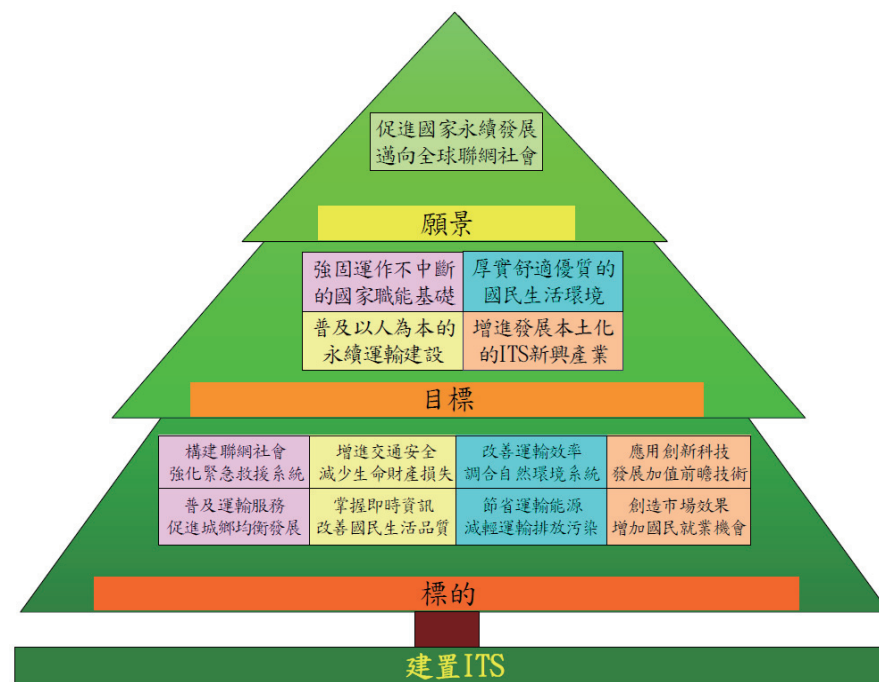 促進國家永續發展
邁向全球聯網社會
願景
強固運作不中斷
的國家職能基礎
厚實舒適優質的
國民生活環境
普及以人為本的
永續運輸建設
增進發展本土化
的ITS新興產業
目標
構建聯網社會
強化緊急救援系統
增進交通安全
減少生命財產損失
改善運輸效率
調合自然環境系統
應用創新科技
發展加值前瞻技術
普及運輸服務
促進城鄉均衡發展
掌握即時資訊
改善國民生活品質
節省運輸能源
減輕運輸排放污染
創造市場效果
增加國民就業機會
標的
建置ITS